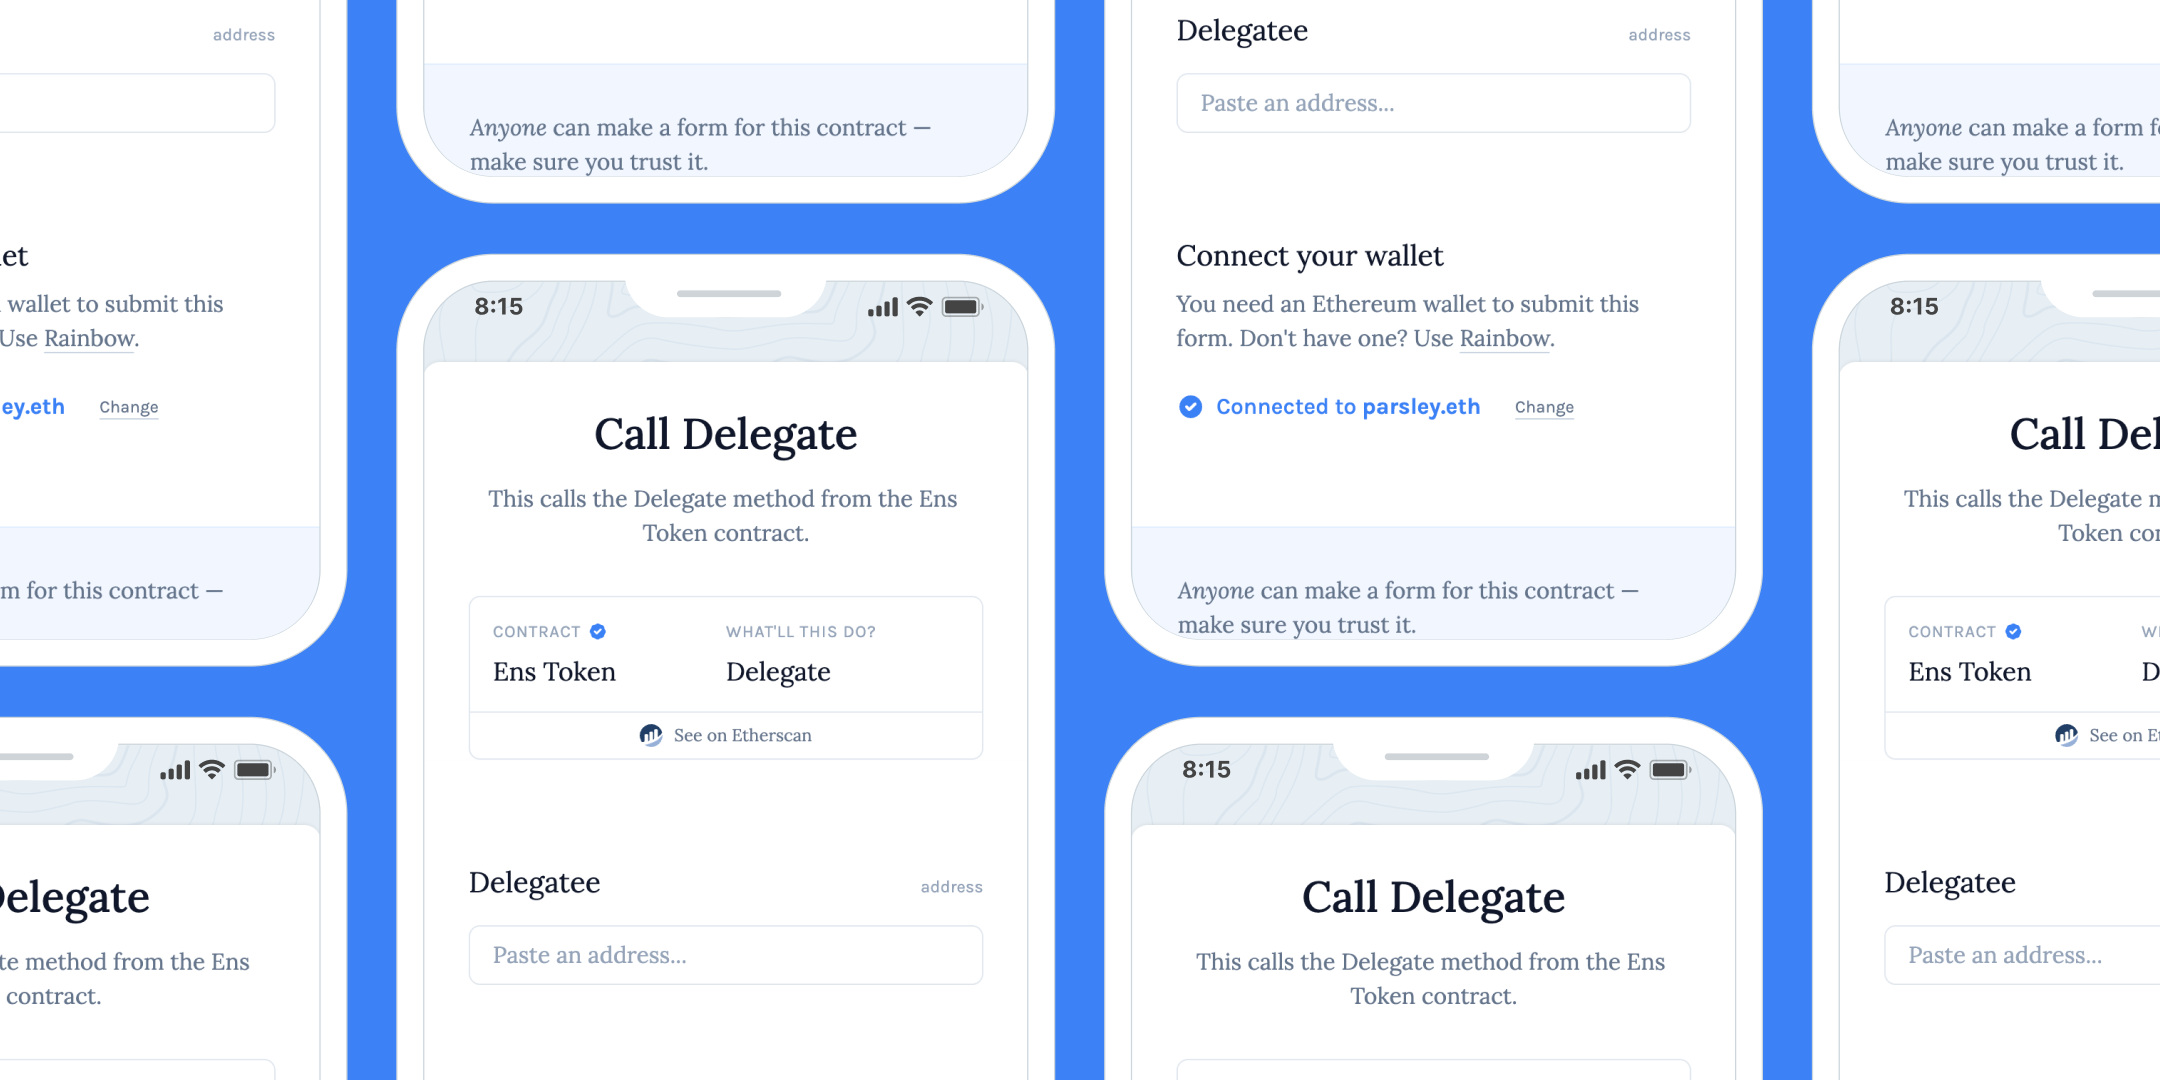 address
et
wallet to submit this
Use Rainbow.
ey.eth Change
m for this contract —
Delegate
te method from the Ens
contract.
Anyone can make a form for this contract —
make sure you trust it.
8:15
Call Delegate
This calls the Delegate method from the Ens
Token contract.
CONTRACT WHAT'LL THIS DO?
Ens Token Delegate
See on Etherscan
Delegatee address
Paste an address...
Delegatee address
Paste an address...
Connect your wallet
You need an Ethereum wallet to submit this
form. Don't have one? Use Rainbow.
Connected to parsley.eth Change
Anyone can make a form for this contract —
make sure you trust it.
8:15
Call Delegate
This calls the Delegate method from the Ens
Token contract.
Anyone can make a form f
make sure you trust it.
8:15
Call Del
This calls the Delegate m
Token con
CONTRACT W
Ens Token D
See on Et
Delegatee
Paste an address...